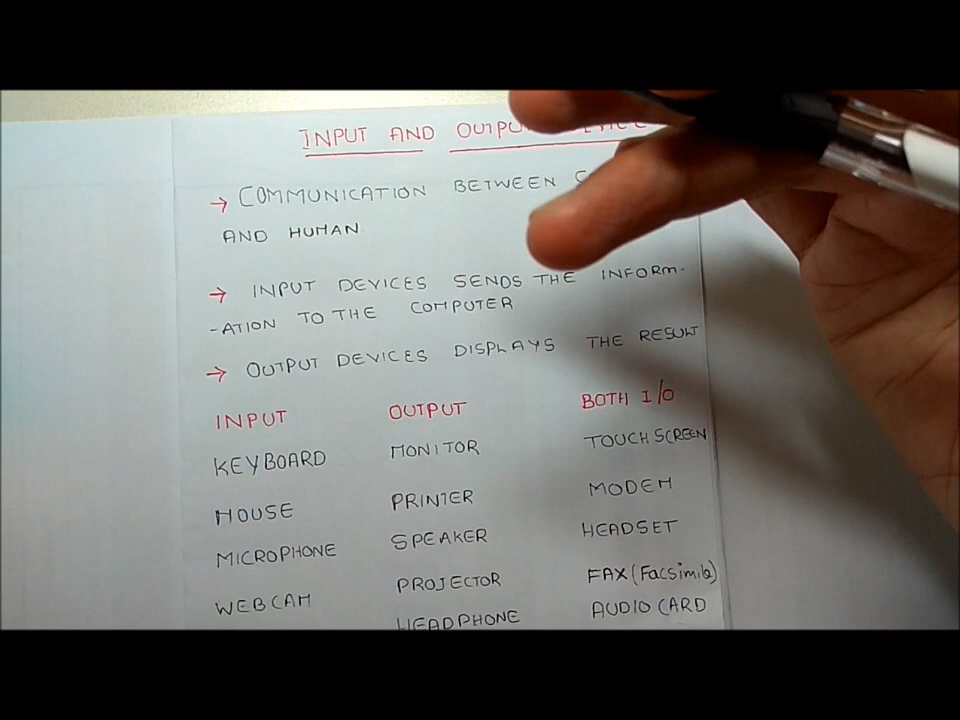 INPUT AND OUTPUT DEVICE
→ COMMUNICATION BETWEEN
AND HUMAN
→ INPUT DEVICES SENDS THE INFORM-
-ATION TO THE COMPUTER
→ OUTPUT DEVICES DISPLAYS THE RESULT
INPUT OUTPUT BOTH I/O
KEYBOARD MONITOR TOUCH SCREEN
MOUSE PRINTER MODEM
MICROPHONE SPEAKER HEADSET
WEBCAM PROJECTOR FAX (Facsimile)
HEADPHONE AUDIO CARD